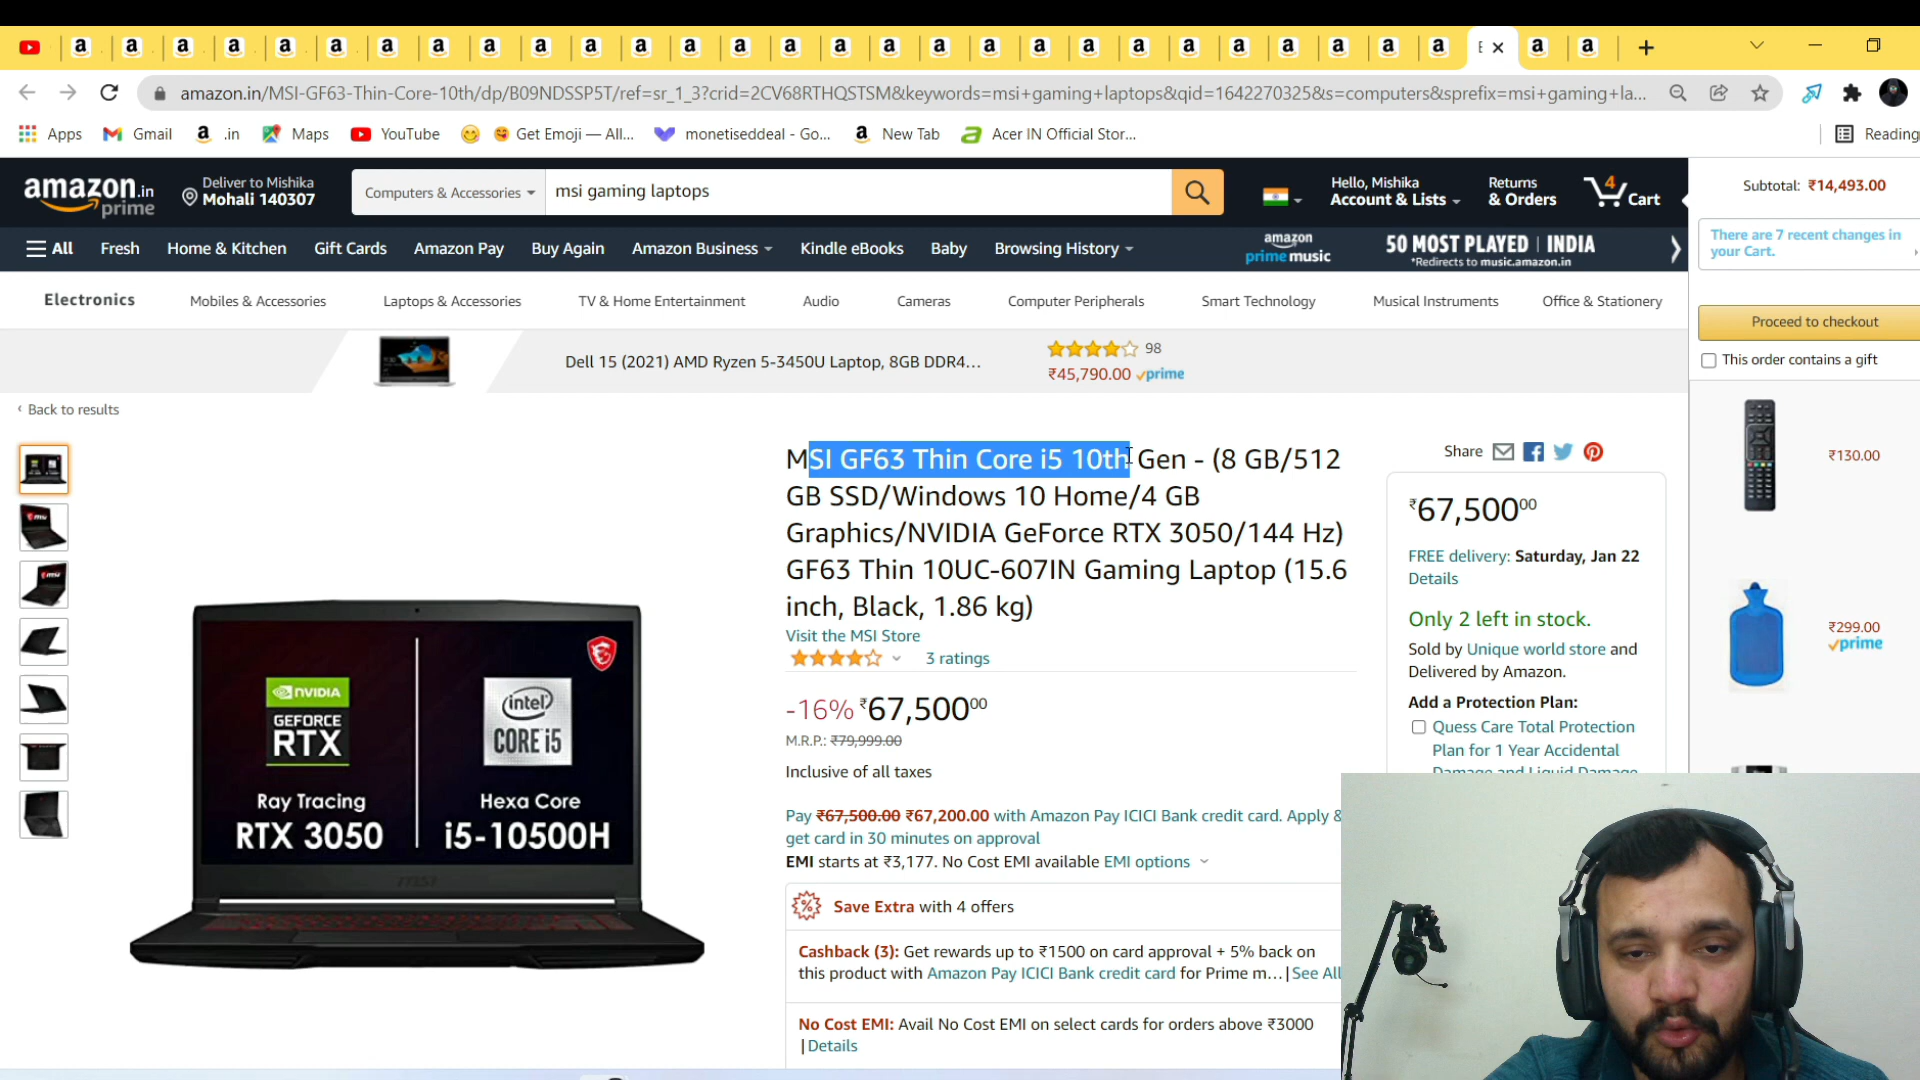 amazon.in/MSI-GF63-Thin-Core-10th/dp/B09NDSSP5T/ref=sr_1_3?crid=2CV68RTHQSTSM&keywords=msi+gaming+laptops&qid=1642270325&s=computers&sprefix=msi+gaming+la...
Apps Gmail .in Maps YouTube Get Emoji — All... monetiseddeal - Go... New Tab Acer IN Official Stor... Reading
amazon.in prime
Deliver to Mishika
Mohali 140307
Computers & Accessories
msi gaming laptops
Hello, Mishika
Account & Lists
Returns
& Orders
4
Cart
Subtotal: ₹14,493.00
All Fresh Home & Kitchen Gift Cards Amazon Pay Buy Again Amazon Business Kindle eBooks Baby Browsing History
amazon
prime music
50 MOST PLAYED | INDIA
*Redirects to music.amazon.in
There are 7 recent changes in
your Cart.
Electronics Mobiles & Accessories Laptops & Accessories TV & Home Entertainment Audio Cameras Computer Peripherals Smart Technology Musical Instruments Office & Stationery
Proceed to checkout
This order contains a gift
Dell 15 (2021) AMD Ryzen 5-3450U Laptop, 8GB DDR4...
98
₹45,790.00 prime
‹ Back to results
MSI GF63 Thin Core i5 10th Gen - (8 GB/512
GB SSD/Windows 10 Home/4 GB
Graphics/NVIDIA GeForce RTX 3050/144 Hz)
GF63 Thin 10UC-607IN Gaming Laptop (15.6
inch, Black, 1.86 kg)
Visit the MSI Store
3 ratings
-16% ₹67,50000
M.R.P.: ₹79,999.00
Inclusive of all taxes
Pay ₹67,500.00 ₹67,200.00 with Amazon Pay ICICI Bank credit card. Apply &
get card in 30 minutes on approval
EMI starts at ₹3,177. No Cost EMI available EMI options
Save Extra with 4 offers
Cashback (3): Get rewards up to ₹1500 on card approval + 5% back on
this product with Amazon Pay ICICI Bank credit card for Prime m... | See All
No Cost EMI: Avail No Cost EMI on select cards for orders above ₹3000
| Details
NVIDIA
GEFORCE
RTX
Ray Tracing
RTX 3050
intel
CORE i5
Hexa Core
i5-10500H
msi
Share
₹67,50000
FREE delivery: Saturday, Jan 22
Details
Only 2 left in stock.
Sold by Unique world store and
Delivered by Amazon.
Add a Protection Plan:
Quess Care Total Protection
Plan for 1 Year Accidental
Damage and Liquid Damage
₹130.00
₹299.00
prime